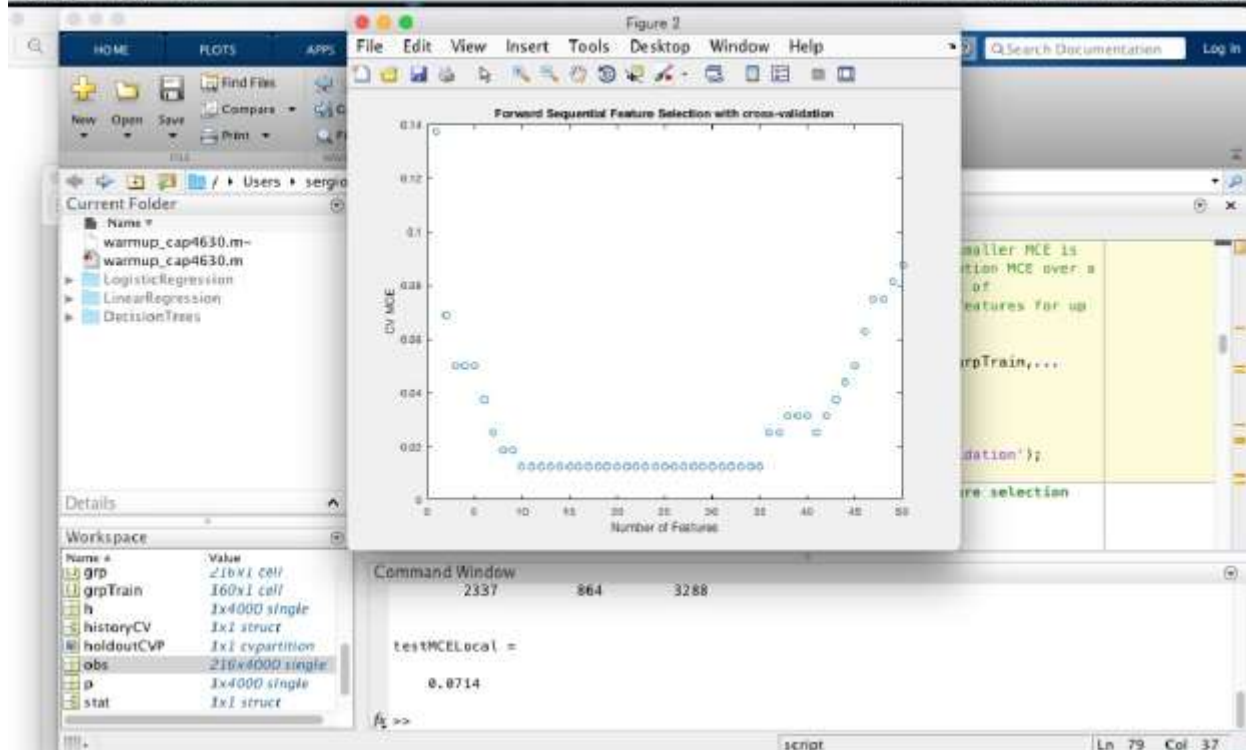 Figure 2
File Edit View Insert Tools Desktop Window Help
HOME PLOTS APPS
Search Documentation
Log In
New Open Save
Find Files
Compare
Print
FILE
/ Users
Current Folder
Name
warmup_cap4630.m~
warmup_cap4630.m
LogisticRegression
LinearRegression
DecisionTrees
Details
Forward Sequential Feature Selection with cross-validation
0.14
0.12
0.1
0.08
0.06
0.04
0.02
0
CV MCE
0 5 10 15 20 25 30 35 40 45 50
Number of Features
smaller MCE is
tion MCE over a
of
features for up
rpTrain,...
dation');
re selection
Workspace
Name Value
grp 216x1 cell
grpTrain 160x1 cell
h 1x4000 single
historyCV 1x1 struct
holdoutCVP 1x1 cvpartition
obs 216x4000 single
p 1x4000 single
stat 1x1 struct
Command Window
2337 864 3288
testMCELocal =
0.0714
fx >>
script
Ln 79 Col 37